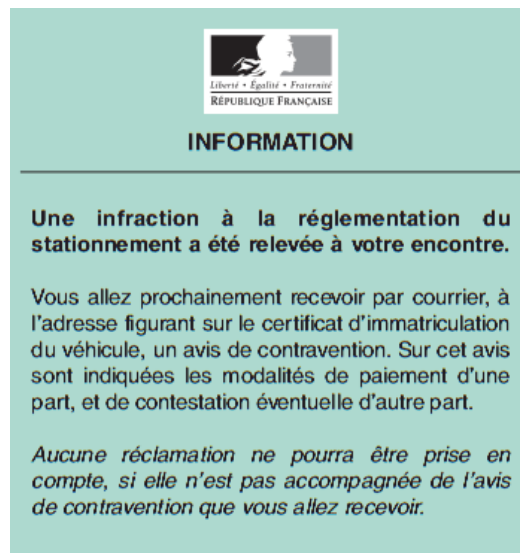 Liberté • Égalité • Fraternité
RÉPUBLIQUE FRANÇAISE
INFORMATION
Une infraction à la réglementation du
stationnement a été relevée à votre encontre.
Vous allez prochainement recevoir par courrier, à
l'adresse figurant sur le certificat d'immatriculation
du véhicule, un avis de contravention. Sur cet avis
sont indiquées les modalités de paiement d'une
part, et de contestation éventuelle d'autre part.
Aucune réclamation ne pourra être prise en
compte, si elle n'est pas accompagnée de l'avis
de contravention que vous allez recevoir.